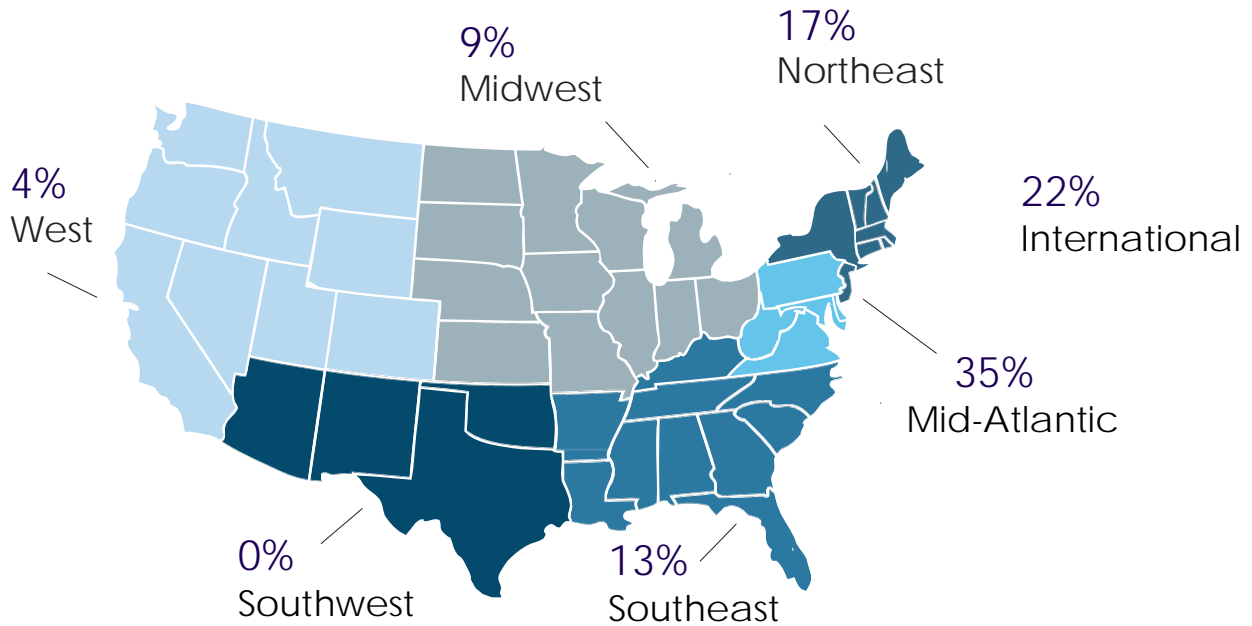 9%
Midwest
17%
Northeast
4%
West
22%
International
35%
Mid-Atlantic
0%
Southwest
13%
Southeast